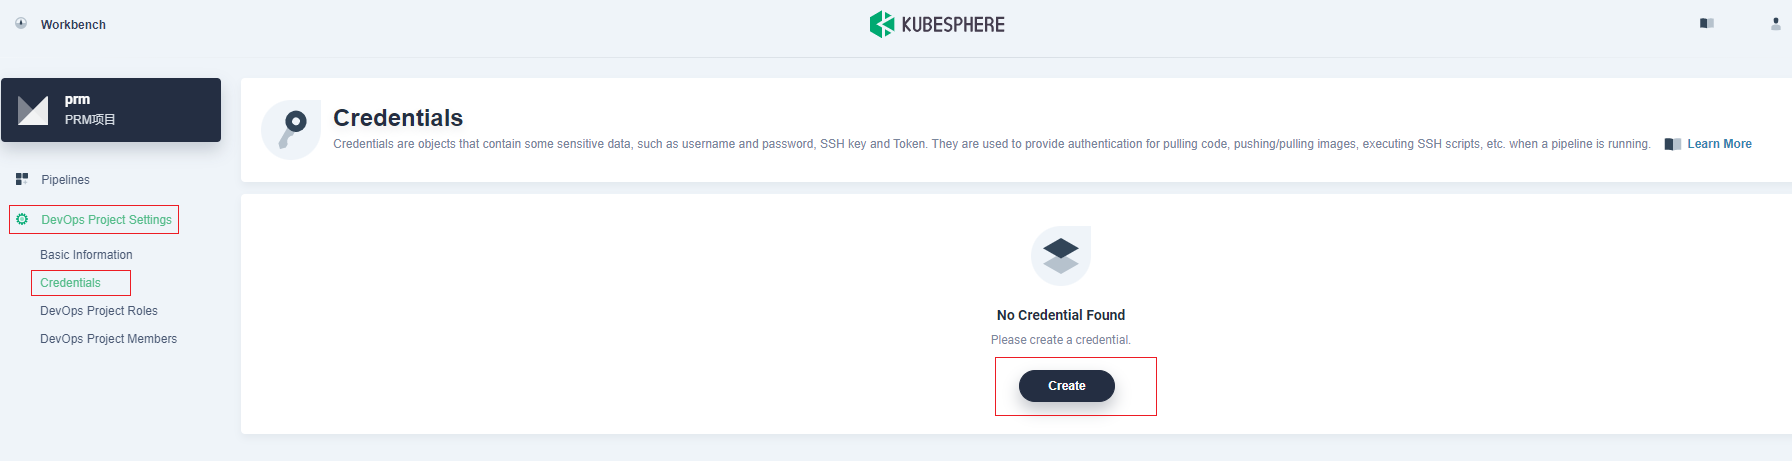 Workbench
KUBESPHERE
prm
PRM项目
Pipelines
DevOps Project Settings
Basic Information
Credentials
DevOps Project Roles
DevOps Project Members
Credentials
Credentials are objects that contain some sensitive data, such as username and password, SSH key and Token. They are used to provide authentication for pulling code, pushing/pulling images, executing SSH scripts, etc. when a pipeline is running. Learn More
No Credential Found
Please create a credential.
Create